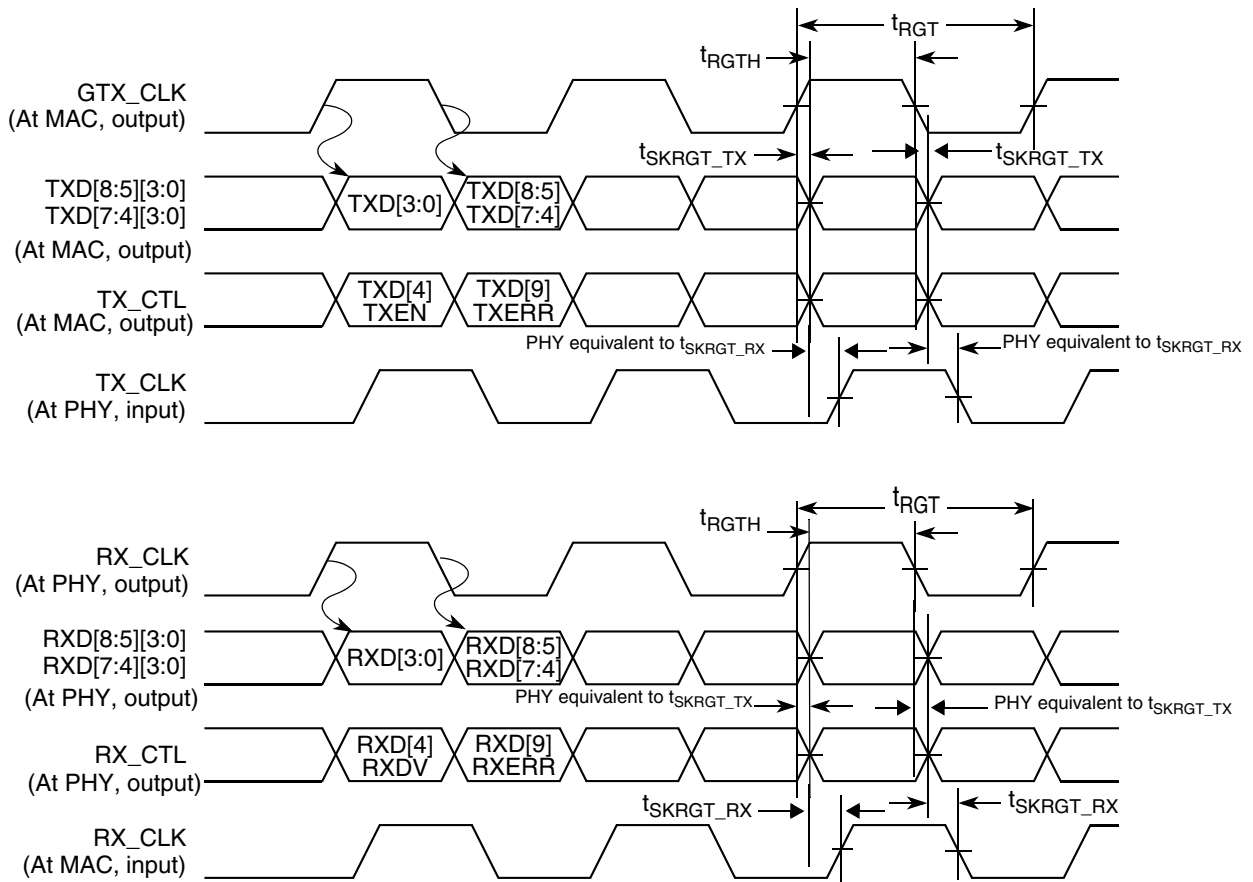 tRGT
tRGTH
GTX_CLK
(At MAC, output)
tSKRGT_TX
tSKRGT_TX
TXD[8:5][3:0]
TXD[7:4][3:0]
(At MAC, output)
TXD[3:0]
TXD[8:5]
TXD[7:4]
TX_CTL
(At MAC, output)
TXD[4]
TXEN
TXD[9]
TXERR
PHY equivalent to tSKRGT_RX
PHY equivalent to tSKRGT_RX
TX_CLK
(At PHY, input)
tRGT
tRGTH
RX_CLK
(At PHY, output)
RXD[8:5][3:0]
RXD[7:4][3:0]
(At PHY, output)
RXD[3:0]
RXD[8:5]
RXD[7:4]
PHY equivalent to tSKRGT_TX
PHY equivalent to tSKRGT_TX
RX_CTL
(At PHY, output)
RXD[4]
RXDV
RXD[9]
RXERR
tSKRGT_RX
tSKRGT_RX
RX_CLK
(At MAC, input)